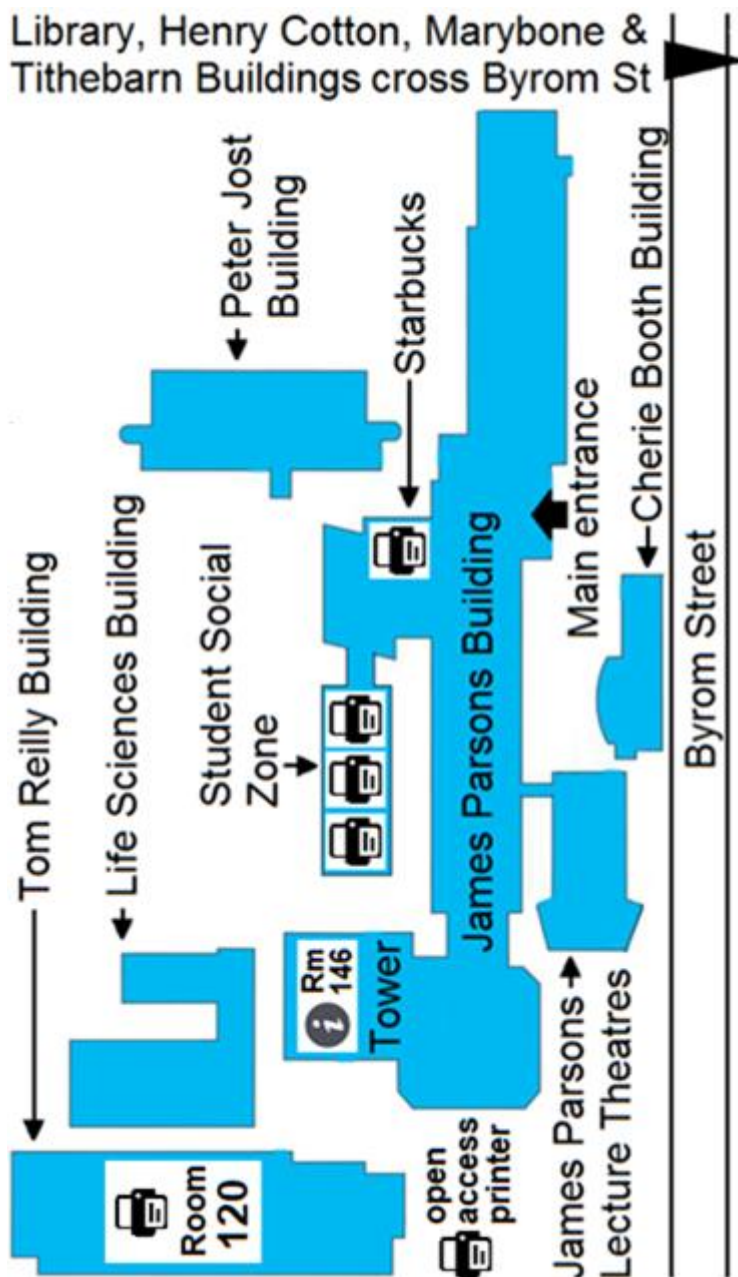 Library, Henry Cotton, Marybone &
Tithebarn Buildings cross Byrom St
Tom Reilly Building
Life Sciences Building
Peter Jost
Building
Student Social
Zone
Starbucks
James Parsons Building
Main entrance
Cherie Booth Building
Byrom Street
Rm
146
i
Tower
James Parsons
Lecture Theatres
Room
120
open
access
printer